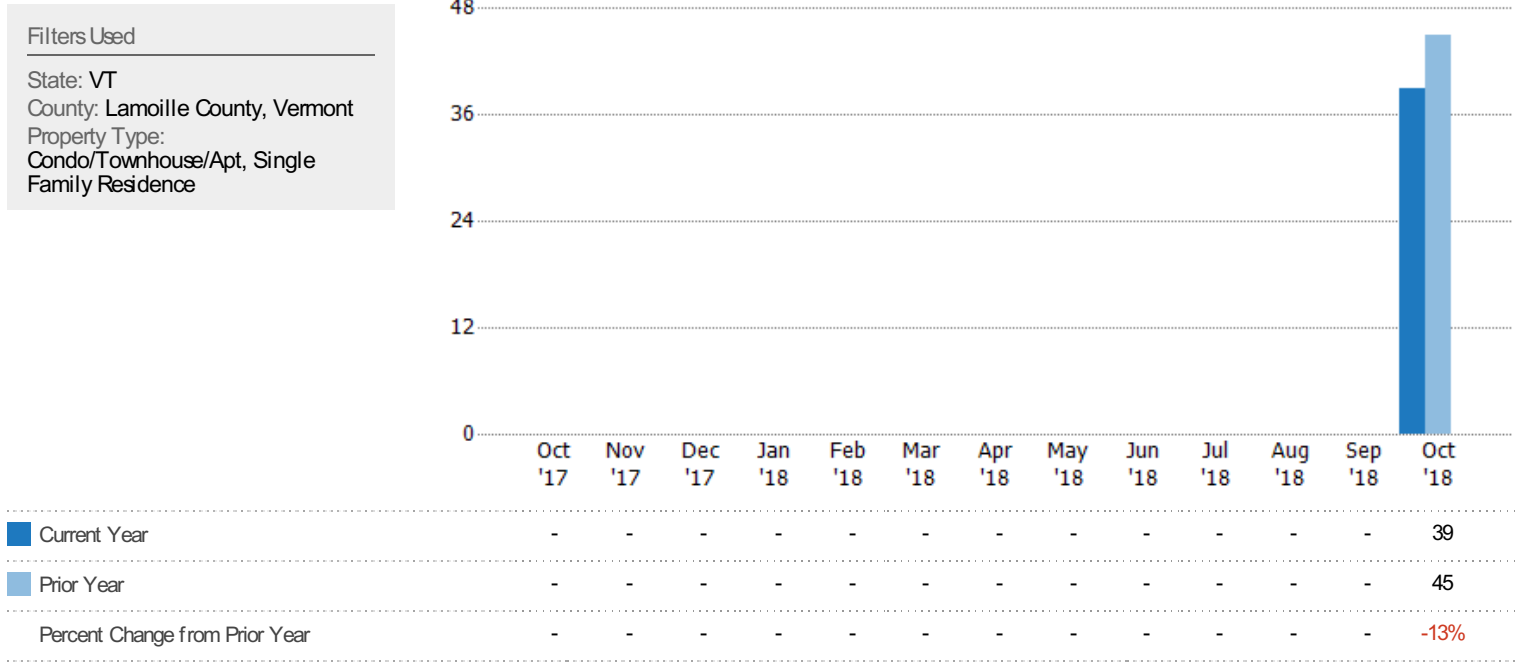 Filters Used
State: VT
County: Lamoille County, Vermont
Property Type:
Condo/Townhouse/Apt, Single
Family Residence
48
36
24
12
0
Oct Nov Dec Jan Feb Mar Apr May Jun Jul Aug Sep Oct
'17 '17 '17 '18 '18 '18 '18 '18 '18 '18 '18 '18 '18
Current Year - - - - - - - - - - - - 39
Prior Year - - - - - - - - - - - - 45
Percent Change from Prior Year - - - - - - - - - - - - -13%